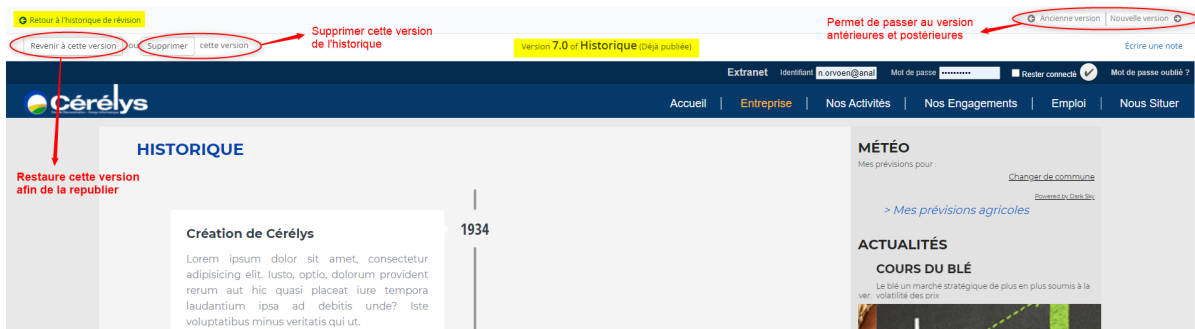 Retour à l'historique de révision
Ancienne version | Nouvelle version
Permet de passer au version
antérieures et postérieures
Supprimer cette version
de l'historique
Revenir à cette version ou Supprimer cette version
Version 7.0 of Historique (Déjà publiée)
Écrire une note
Extranet Identifiant n.orvoen@anal Mot de passe •••••••••• Rester connecté Mot de passe oublié ?
Cérélys
Accueil | Entreprise | Nos Activités | Nos Engagements | Emploi | Nous Situer
HISTORIQUE
Restaure cette version
afin de la republier
1934
Création de Cérélys
Lorem ipsum dolor sit amet, consectetur
adipisicing elit. Iusto, optio, dolorum provident
rerum aut hic quasi placeat iure tempora
laudantium ipsa ad debitis unde? Iste
voluptatibus minus veritatis qui ut.
MÉTÉO
Mes prévisions pour :
Changer de commune
Powered by Dark Sky
> Mes prévisions agricoles
ACTUALITÉS
COURS DU BLÉ
Le blé un marché stratégique de plus en plus soumis à la
ver. volatilité des prix